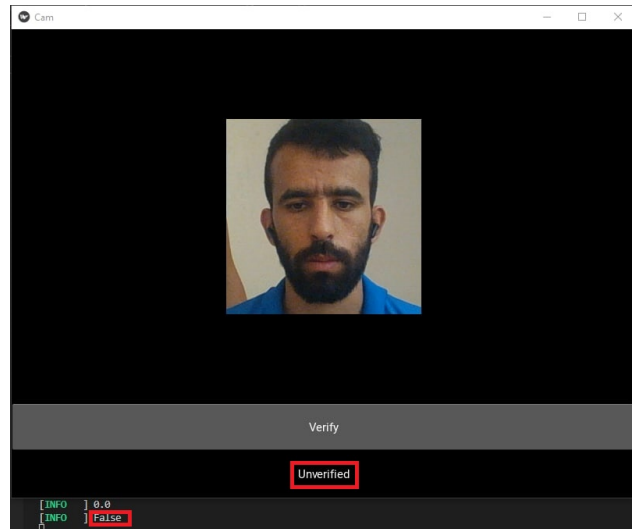 Cam
Verify
Unverified
[INFO   ] 0.0
[INFO   ] False